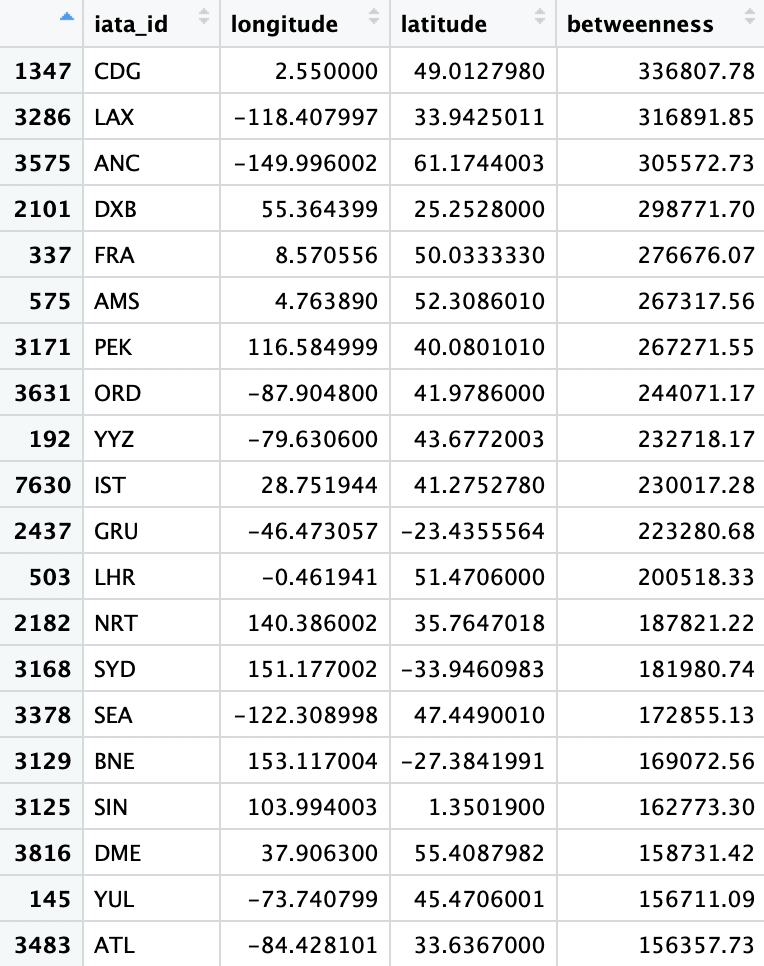 iata_id longitude latitude betweenness
1347 CDG 2.550000 49.0127980 336807.78
3286 LAX −118.407997 33.9425011 316891.85
3575 ANC −149.996002 61.1744003 305572.73
2101 DXB 55.364399 25.2528000 298771.70
337 FRA 8.570556 50.0333330 276676.07
575 AMS 4.763890 52.3086010 267317.56
3171 PEK 116.584999 40.0801010 267271.55
3631 ORD −87.904800 41.9786000 244071.17
192 YYZ −79.630600 43.6772003 232718.17
7630 IST 28.751944 41.2752780 230017.28
2437 GRU −46.473057 −23.4355564 223280.68
503 LHR −0.461941 51.4706000 200518.33
2182 NRT 140.386002 35.7647018 187821.22
3168 SYD 151.177002 −33.9460983 181980.74
3378 SEA −122.308998 47.4490010 172855.13
3129 BNE 153.117004 −27.3841991 169072.56
3125 SIN 103.994003 1.3501900 162773.30
3816 DME 37.906300 55.4087982 158731.42
145 YUL −73.740799 45.4706001 156711.09
3483 ATL −84.428101 33.6367000 156357.73